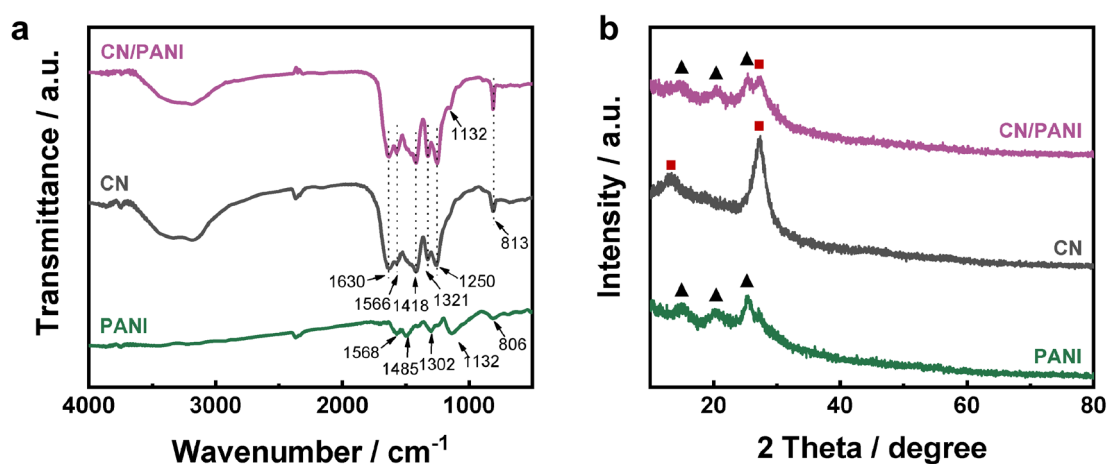 a
CN/PANI
1132
CN
813
1630
1566
1418
1321
1250
PANI
1568
1485
1302
1132
806
4000
3000
2000
1000
Transmittance / a.u.
Wavenumber / cm⁻¹
b
CN/PANI
CN
PANI
20
40
60
80
Intensity / a.u.
2 Theta / degree